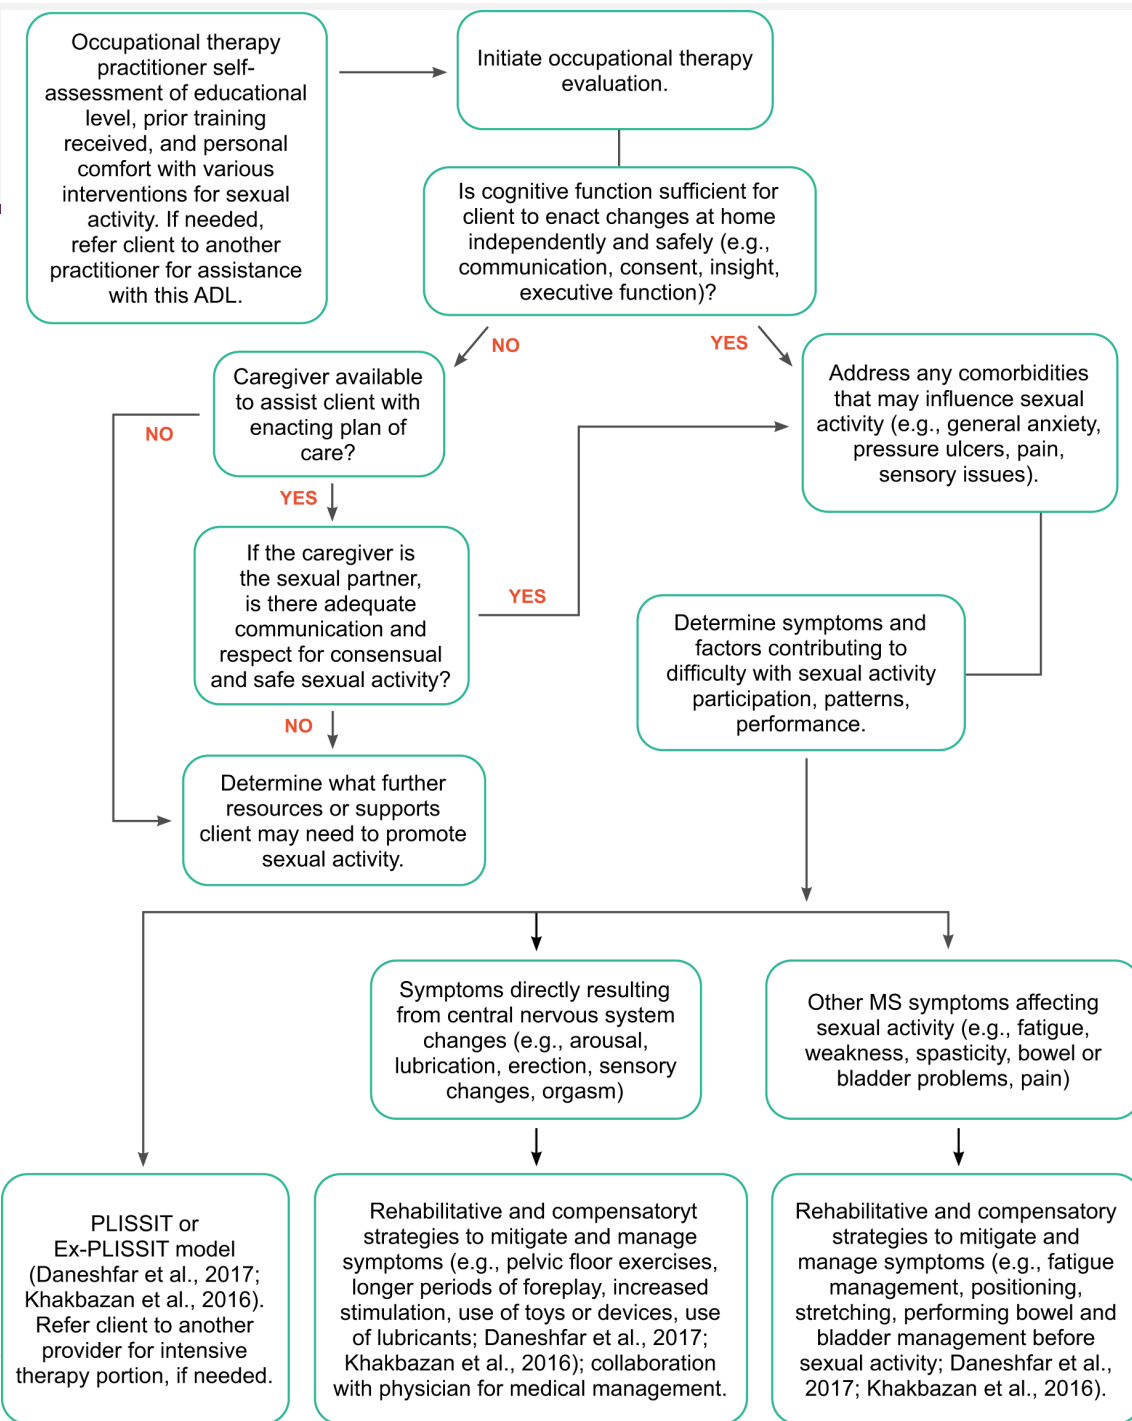 Occupational therapy
practitioner self-
assessment of educational
level, prior training
received, and personal
comfort with various
interventions for sexual
activity. If needed,
refer client to another
practitioner for assistance
with this ADL.
Initiate occupational therapy
evaluation.
Is cognitive function sufficient for
client to enact changes at home
independently and safely (e.g.,
communication, consent, insight,
executive function)?
NO
YES
Caregiver available
to assist client with
enacting plan of
care?
NO
YES
Address any comorbidities
that may influence sexual
activity (e.g., general anxiety,
pressure ulcers, pain,
sensory issues).
If the caregiver is
the sexual partner,
is there adequate
communication and
respect for consensual
and safe sexual activity?
YES
NO
Determine symptoms and
factors contributing to
difficulty with sexual activity
participation, patterns,
performance.
Determine what further
resources or supports
client may need to promote
sexual activity.
Symptoms directly resulting
from central nervous system
changes (e.g., arousal,
lubrication, erection, sensory
changes, orgasm)
Other MS symptoms affecting
sexual activity (e.g., fatigue,
weakness, spasticity, bowel or
bladder problems, pain)
PLISSIT or
Ex-PLISSIT model
(Daneshfar et al., 2017;
Khakbazan et al., 2016).
Refer client to another
provider for intensive
therapy portion, if needed.
Rehabilitative and compensatoryt
strategies to mitigate and manage
symptoms (e.g., pelvic floor exercises,
longer periods of foreplay, increased
stimulation, use of toys or devices, use
of lubricants; Daneshfar et al., 2017;
Khakbazan et al., 2016); collaboration
with physician for medical management.
Rehabilitative and compensatory
strategies to mitigate and
manage symptoms (e.g., fatigue
management, positioning,
stretching, performing bowel and
bladder management before
sexual activity; Daneshfar et al.,
2017; Khakbazan et al., 2016).